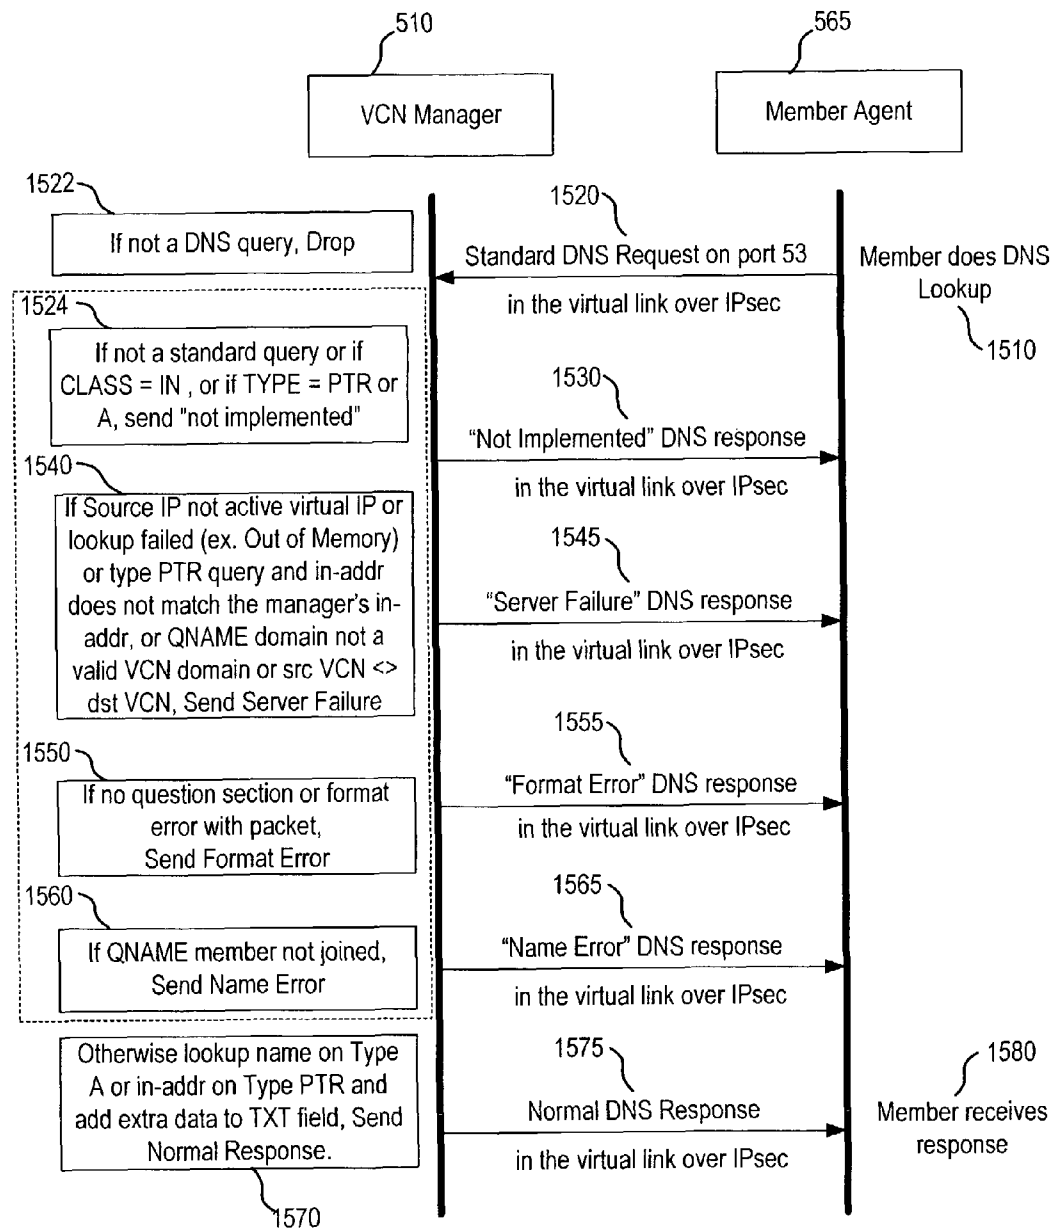 510
565
VCN Manager
Member Agent
1522
If not a DNS query, Drop
1520
Standard DNS Request on port 53
in the virtual link over IPsec
Member does DNS
Lookup
1510
1524
If not a standard query or if
CLASS = IN , or if TYPE = PTR or
A, send "not implemented"
1530
“Not Implemented” DNS response
in the virtual link over IPsec
1540
If Source IP not active virtual IP or
lookup failed (ex. Out of Memory)
or type PTR query and in-addr
does not match the manager's in-
addr, or QNAME domain not a
valid VCN domain or src VCN <>
dst VCN, Send Server Failure
1545
“Server Failure” DNS response
in the virtual link over IPsec
1550
If no question section or format
error with packet,
Send Format Error
1555
“Format Error” DNS response
in the virtual link over IPsec
1560
If QNAME member not joined,
Send Name Error
1565
“Name Error” DNS response
in the virtual link over IPsec
Otherwise lookup name on Type
A or in-addr on Type PTR and
add extra data to TXT field, Send
Normal Response.
1570
1575
Normal DNS Response
in the virtual link over IPsec
1580
Member receives
response